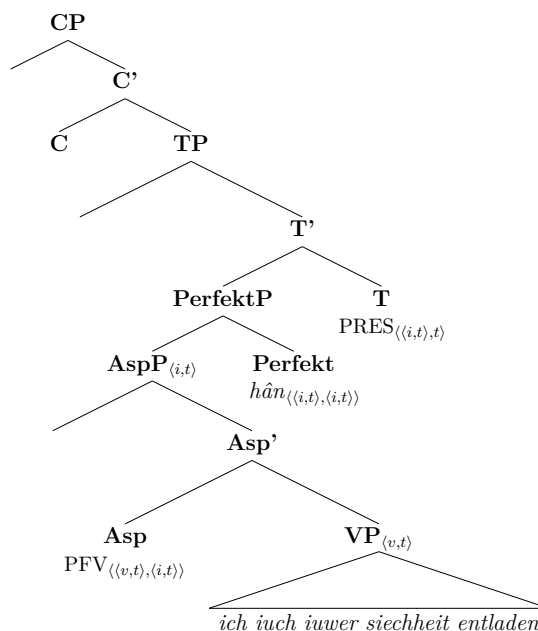 CP
C'
C TP
T'
PerfektP T
PRES⟨⟨i,t⟩,t⟩
AspP⟨i,t⟩ Perfekt
hân⟨⟨i,t⟩,⟨i,t⟩⟩
Asp'
Asp VP⟨v,t⟩
PFV⟨⟨v,t⟩,⟨i,t⟩⟩
ich iuch iuwer siechheit entladen